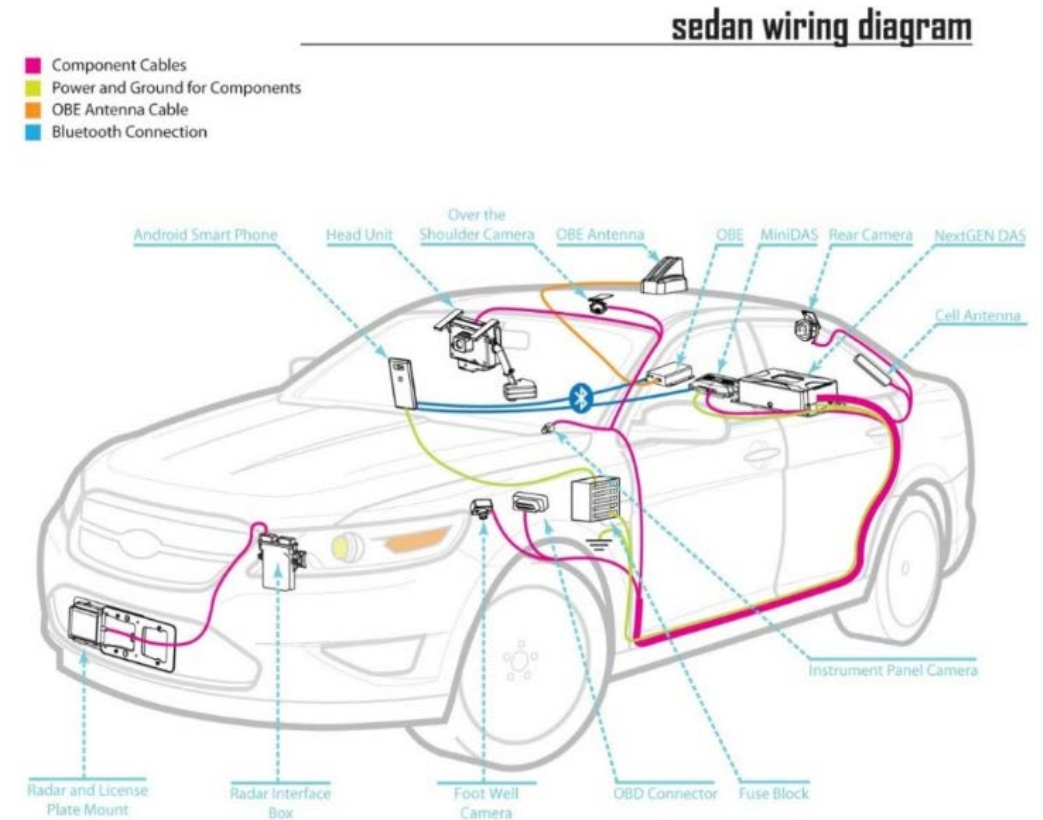 sedan wiring diagram
Component Cables
Power and Ground for Components
OBE Antenna Cable
Bluetooth Connection
Android Smart Phone
Head Unit
Over the
Shoulder Camera
OBE Antenna
OBE
MiniDAS
Rear Camera
NextGEN DAS
Cell Antenna
Instrument Panel Camera
Radar and License
Plate Mount
Radar Interface
Box
Foot Well
Camera
OBD Connector
Fuse Block